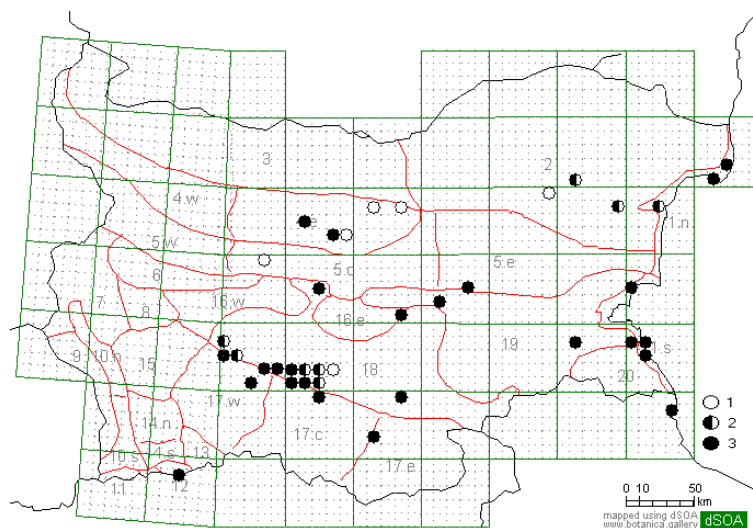 3
2
4.w
e
1.n
5.w
5.c
5.e
6
7
16.w
8
16.e
19
1.s
9
10.n
15
18
20
17.w
14.n
17.c
10.s
14.s
13
17.e
11
12
1
2
3
0 10 50
km
mapped using dSOA
www.botanica.gallery
dSOA